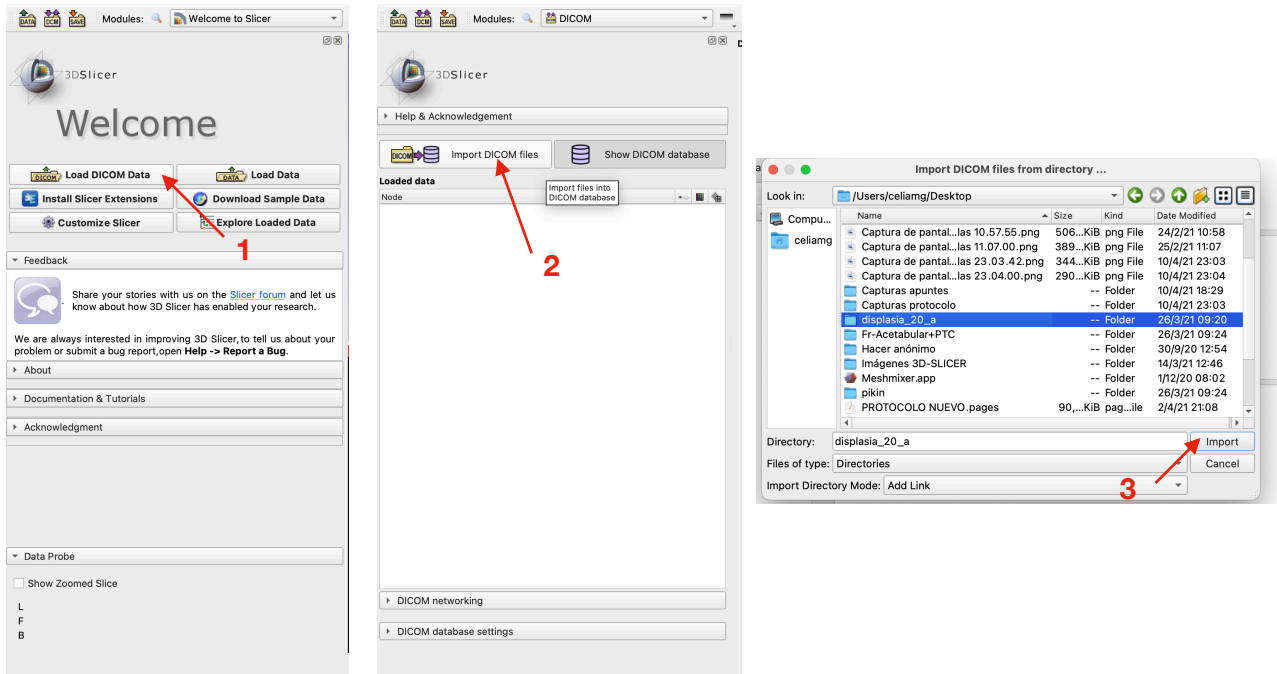 DATA DCM SAVE Modules: Welcome to Slicer
3DSlicer
Welcome
DICOM Load DICOM Data
DATA Load Data
Install Slicer Extensions
Download Sample Data
Customize Slicer
Explore Loaded Data
1
Feedback
Share your stories with us on the Slicer forum and let us
know about how 3D Slicer has enabled your research.
We are always interested in improving 3D Slicer, to tell us about your
problem or submit a bug report, open Help -> Report a Bug.
About
Documentation & Tutorials
Acknowledgment
Data Probe
Show Zoomed Slice
L
F
B
DATA DCM SAVE Modules: DICOM
3DSlicer
Help & Acknowledgement
DICOM Import DICOM files
Show DICOM database
Loaded data
Import files into
DICOM database
Node
2
DICOM networking
DICOM database settings
Import DICOM files from directory ...
Look in: /Users/celiamg/Desktop
Compu...
celiamg
Name Size Kind Date Modified
Captura de pantal...las 10.57.55.png 506...KiB png File 24/2/21 10:58
Captura de pantal...las 11.07.00.png 389...KiB png File 25/2/21 11:07
Captura de pantal...las 23.03.42.png 344...KiB png File 10/4/21 23:03
Captura de pantal...las 23.04.00.png 290...KiB png File 10/4/21 23:04
Capturas apuntes -- Folder 10/4/21 18:29
Capturas protocolo -- Folder 10/4/21 23:03
displasia_20_a -- Folder 26/3/21 09:20
Fr-Acetabular+PTC -- Folder 26/3/21 09:24
Hacer anónimo -- Folder 30/9/20 12:54
Imágenes 3D-SLICER -- Folder 14/3/21 12:46
Meshmixer.app -- Folder 1/12/20 08:02
pikin -- Folder 26/3/21 09:24
PROTOCOLO NUEVO.pages 90,...KiB pag...ile 2/4/21 21:08
Directory: displasia_20_a Import
Files of type: Directories Cancel
Import Directory Mode: Add Link
3